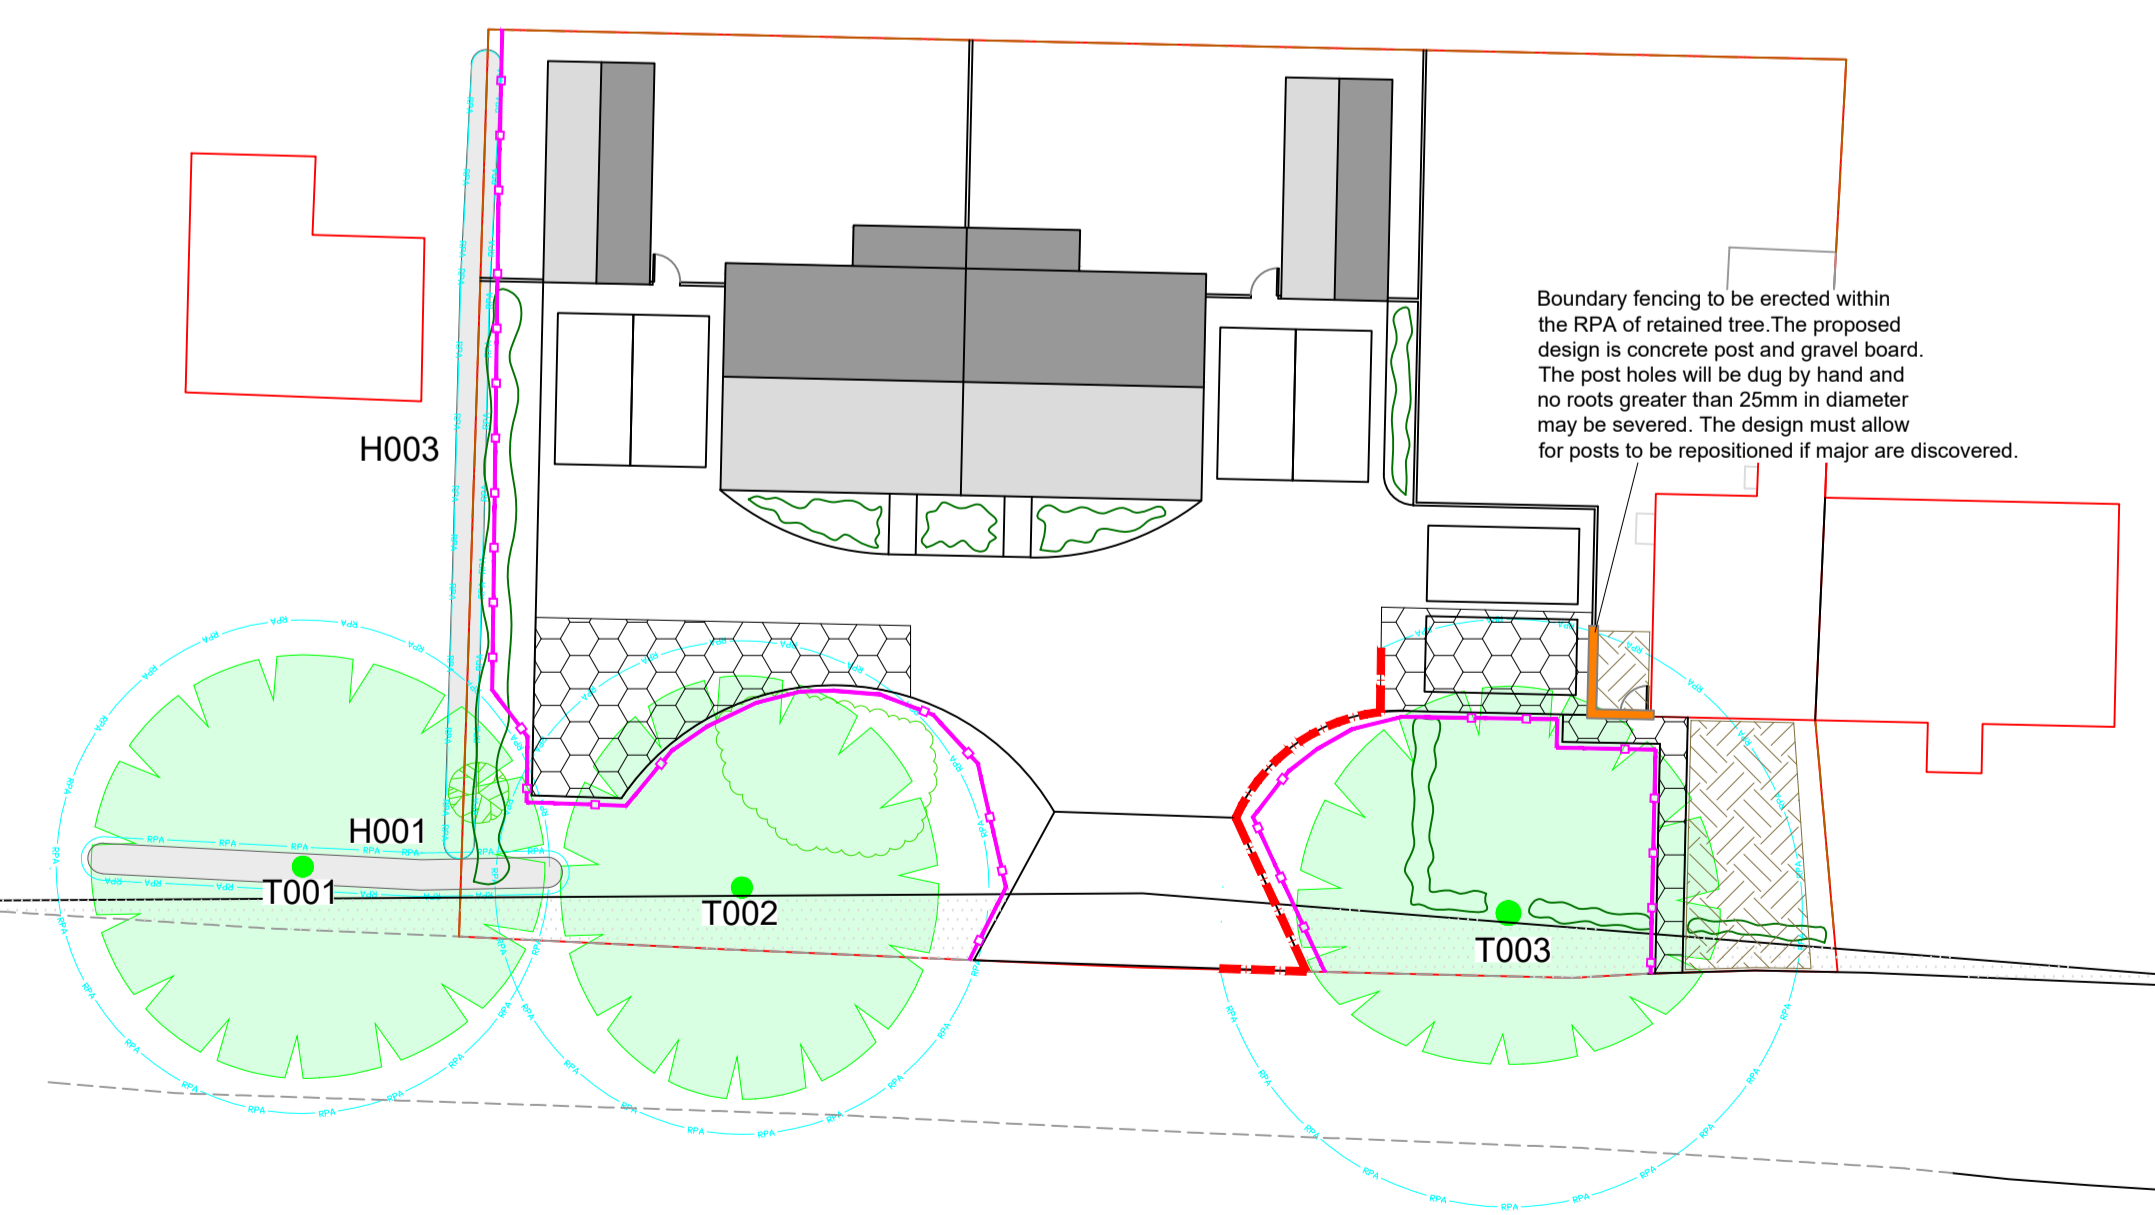 Boundary fencing to be erected within
the RPA of retained tree.The proposed
design is concrete post and gravel board.
The post holes will be dug by hand and
no roots greater than 25mm in diameter
may be severed. The design must allow
for posts to be repositioned if major are discovered.
H003
H001
T001
T002
T003
RPA